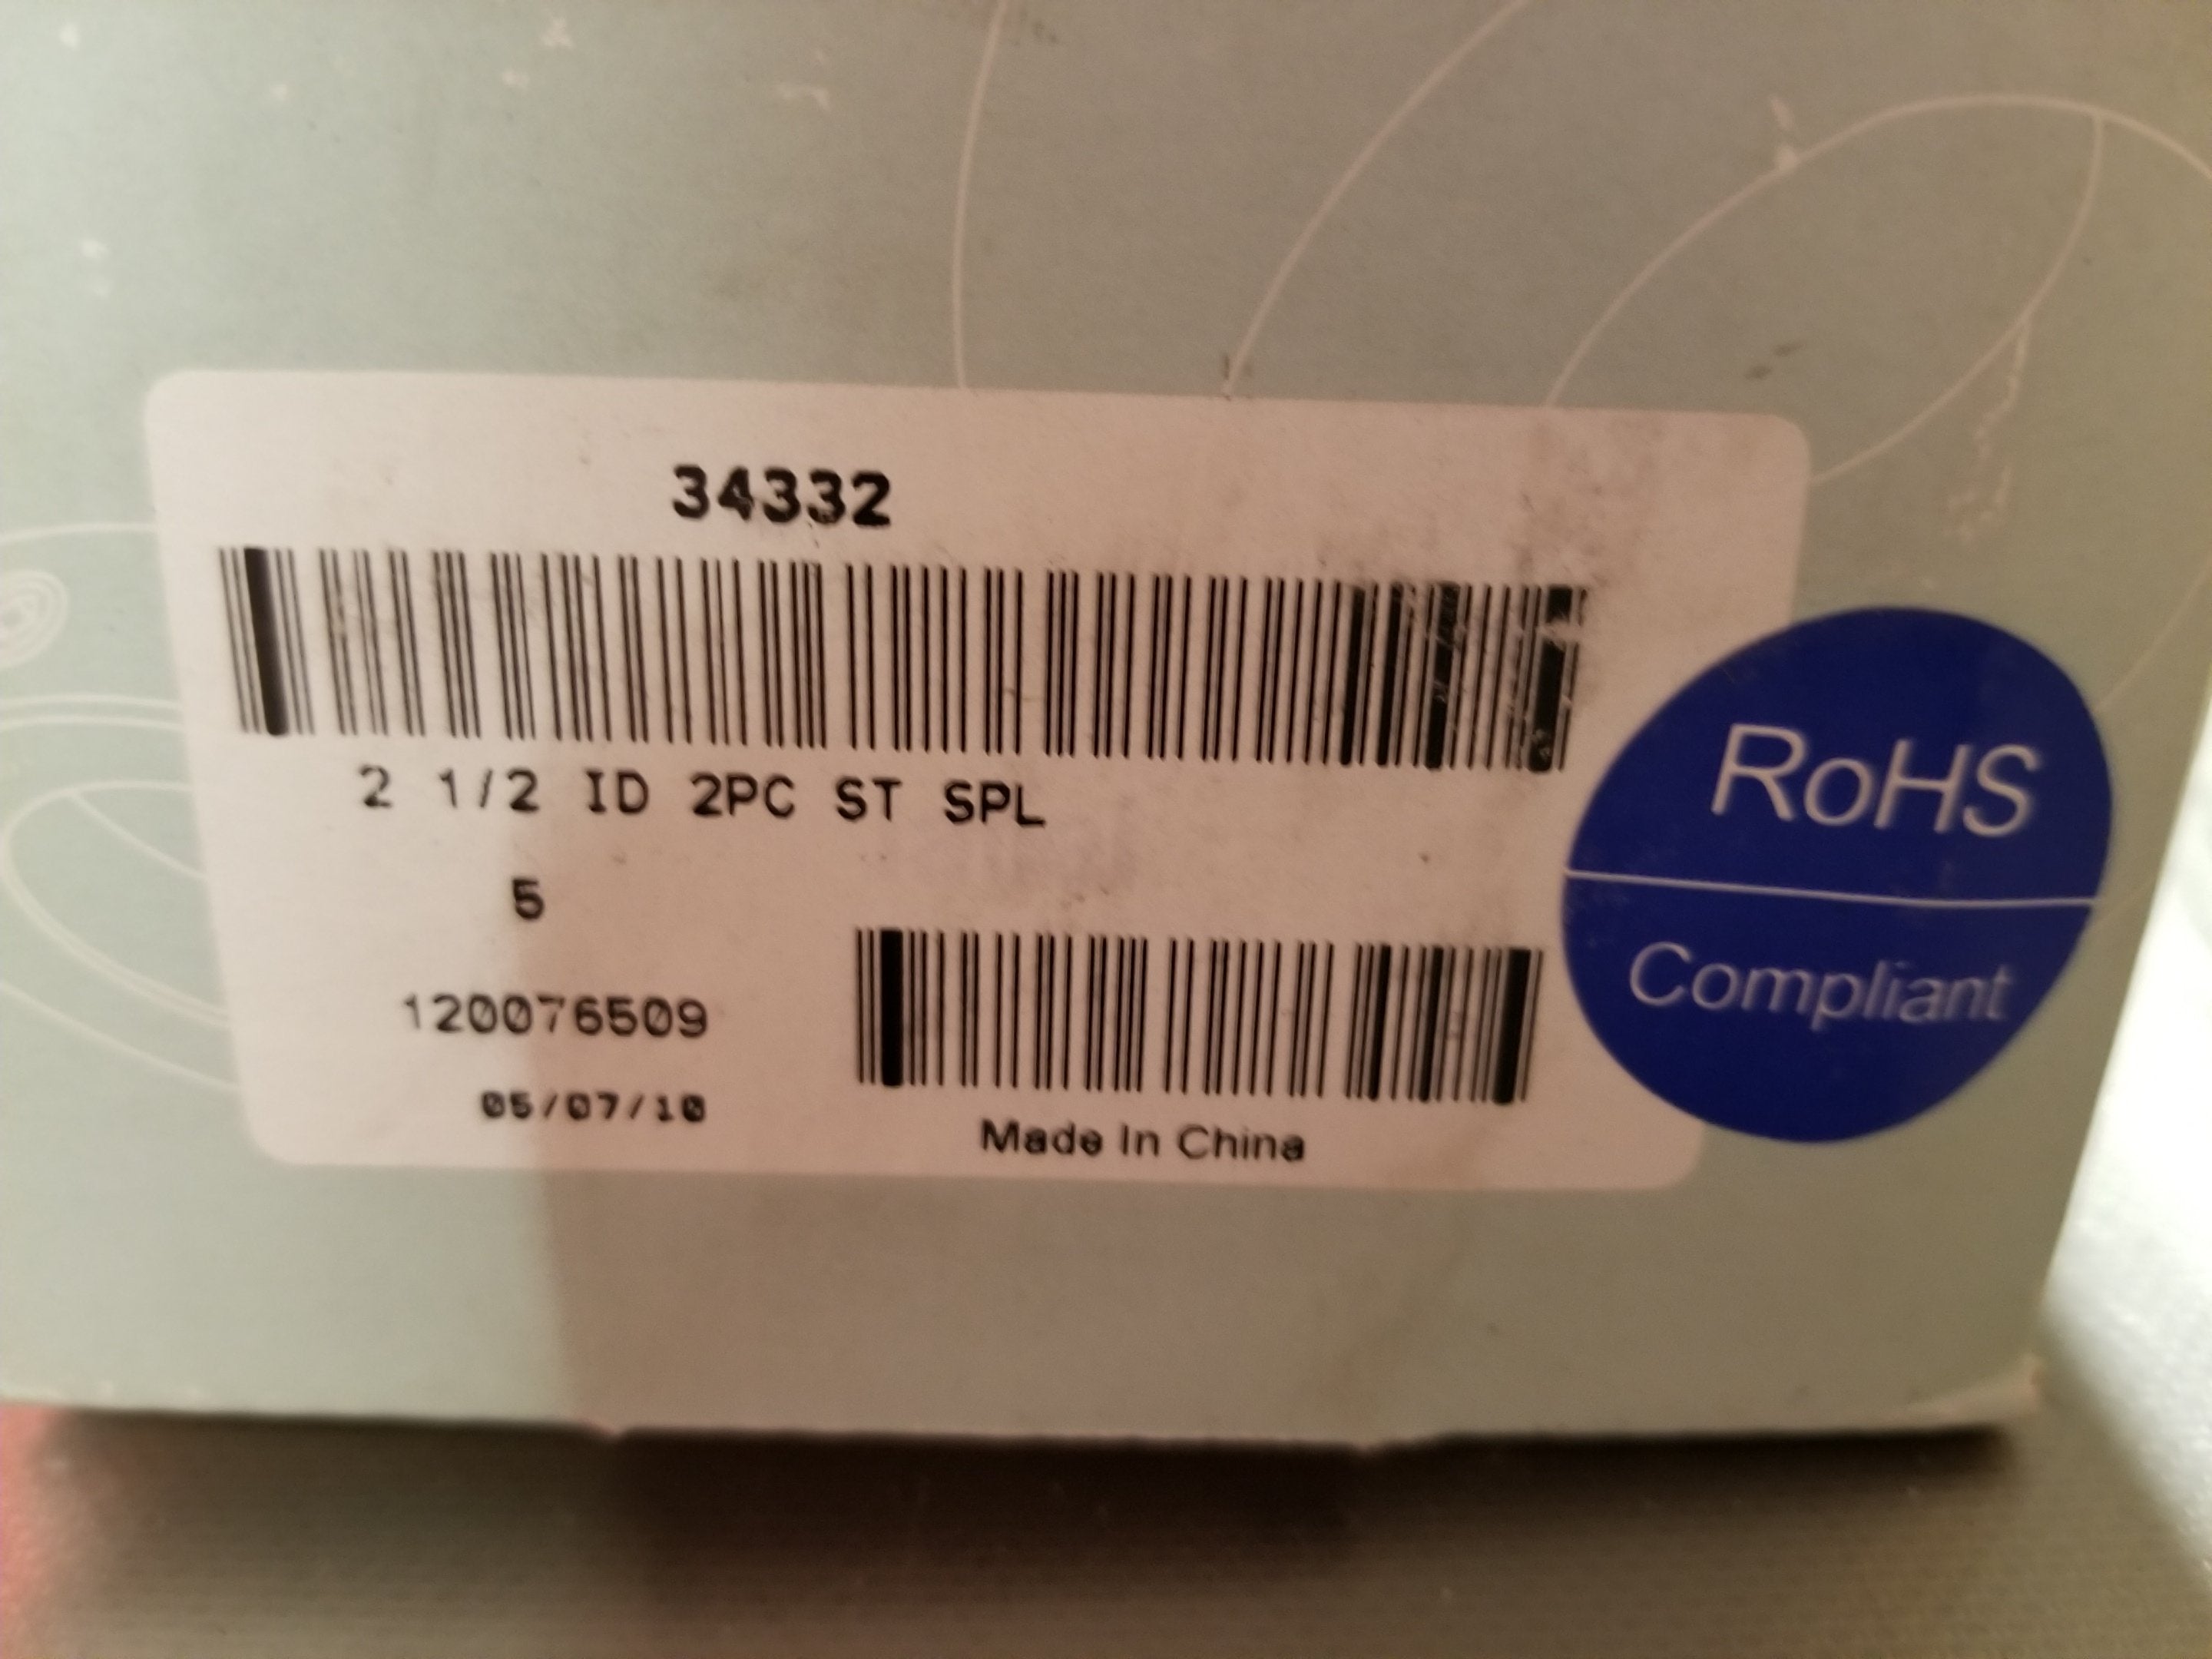 34332
2 1/2 ID 2PC ST SPL
5
120076509
05/07/10
Made In China
RoHS
Compliant